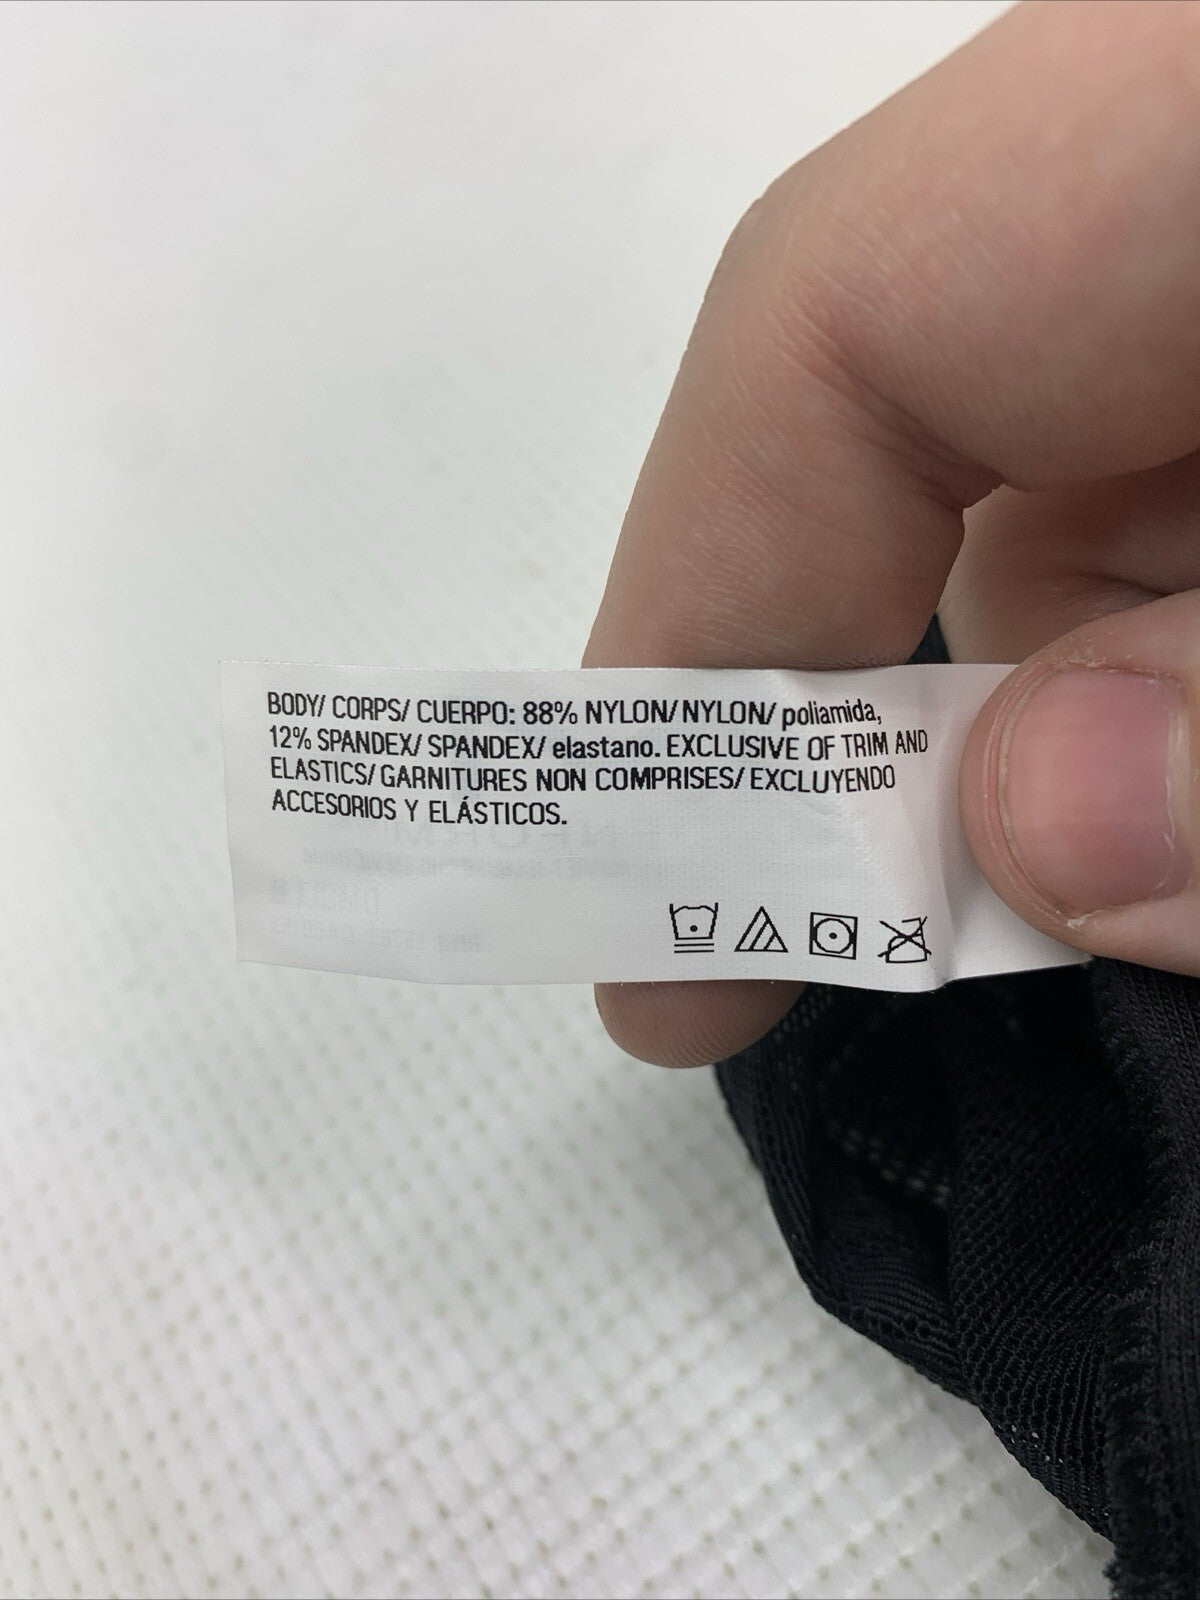 BODY/ CORPS/ CUERPO: 88% NYLON/ NYLON/ poliamida,
12% SPANDEX/ SPANDEX/ elastano. EXCLUSIVE OF TRIM AND
ELASTICS/ GARNITURES NON COMPRISES/ EXCLUYENDO
ACCESORIOS Y ELÁSTICOS.